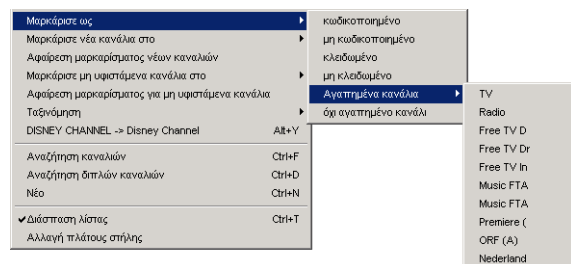 Μαρκάρισε ως
Μαρκάρισε νέα κανάλια στο
Αφαίρεση μαρκαρίσματος νέων καναλιών
Μαρκάρισε μη υφιστάμενα κανάλια στο
Αφαίρεση μαρκαρίσματος για μη υφιστάμενα κανάλια
Ταξινόμηση
DISNEY CHANNEL -> Disney Channel Alt+Y
Αναζήτηση καναλιών Ctrl+F
Αναζήτηση διπλών καναλιών Ctrl+D
Νέο Ctrl+N
Διάσπαση λίστας Ctrl+T
Αλλαγή πλάτους στήλης
κωδικοποιημένο
μη κωδικοποιημένο
κλειδωμένο
μη κλειδωμένο
Αγαπημένα κανάλια
όχι αγαπημένο κανάλι
TV
Radio
Free TV D
Free TV Dr
Free TV In
Music FTA
Music FTA
Premiere (
ORF (A)
Nederland